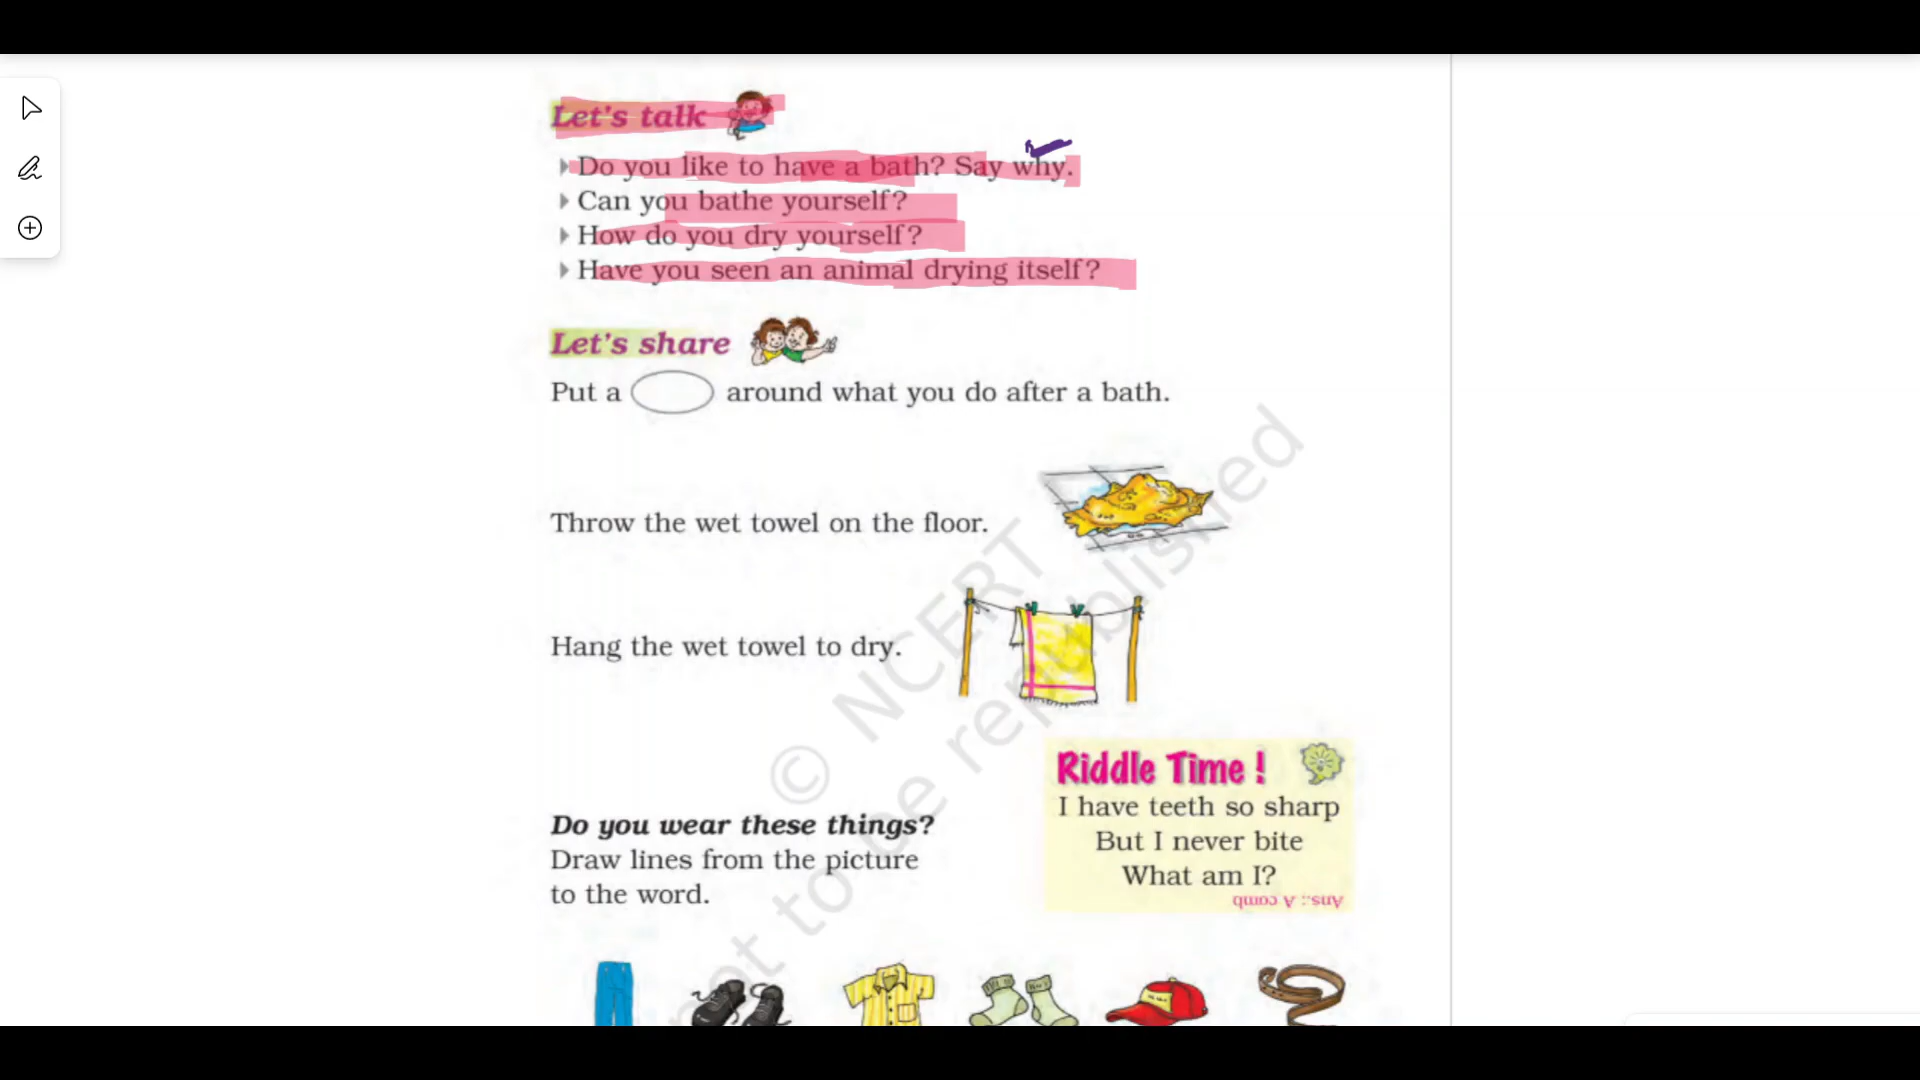 Let's talk
Do you like to have a bath? Say why.
Can you bathe yourself?
How do you dry yourself?
Have you seen an animal drying itself?
Let's share
Put a around what you do after a bath.
Throw the wet towel on the floor.
Hang the wet towel to dry.
© NCERT
not to be republished
Riddle Time !
I have teeth so sharp
But I never bite
What am I?
Ans.: A comb
Do you wear these things?
Draw lines from the picture
to the word.